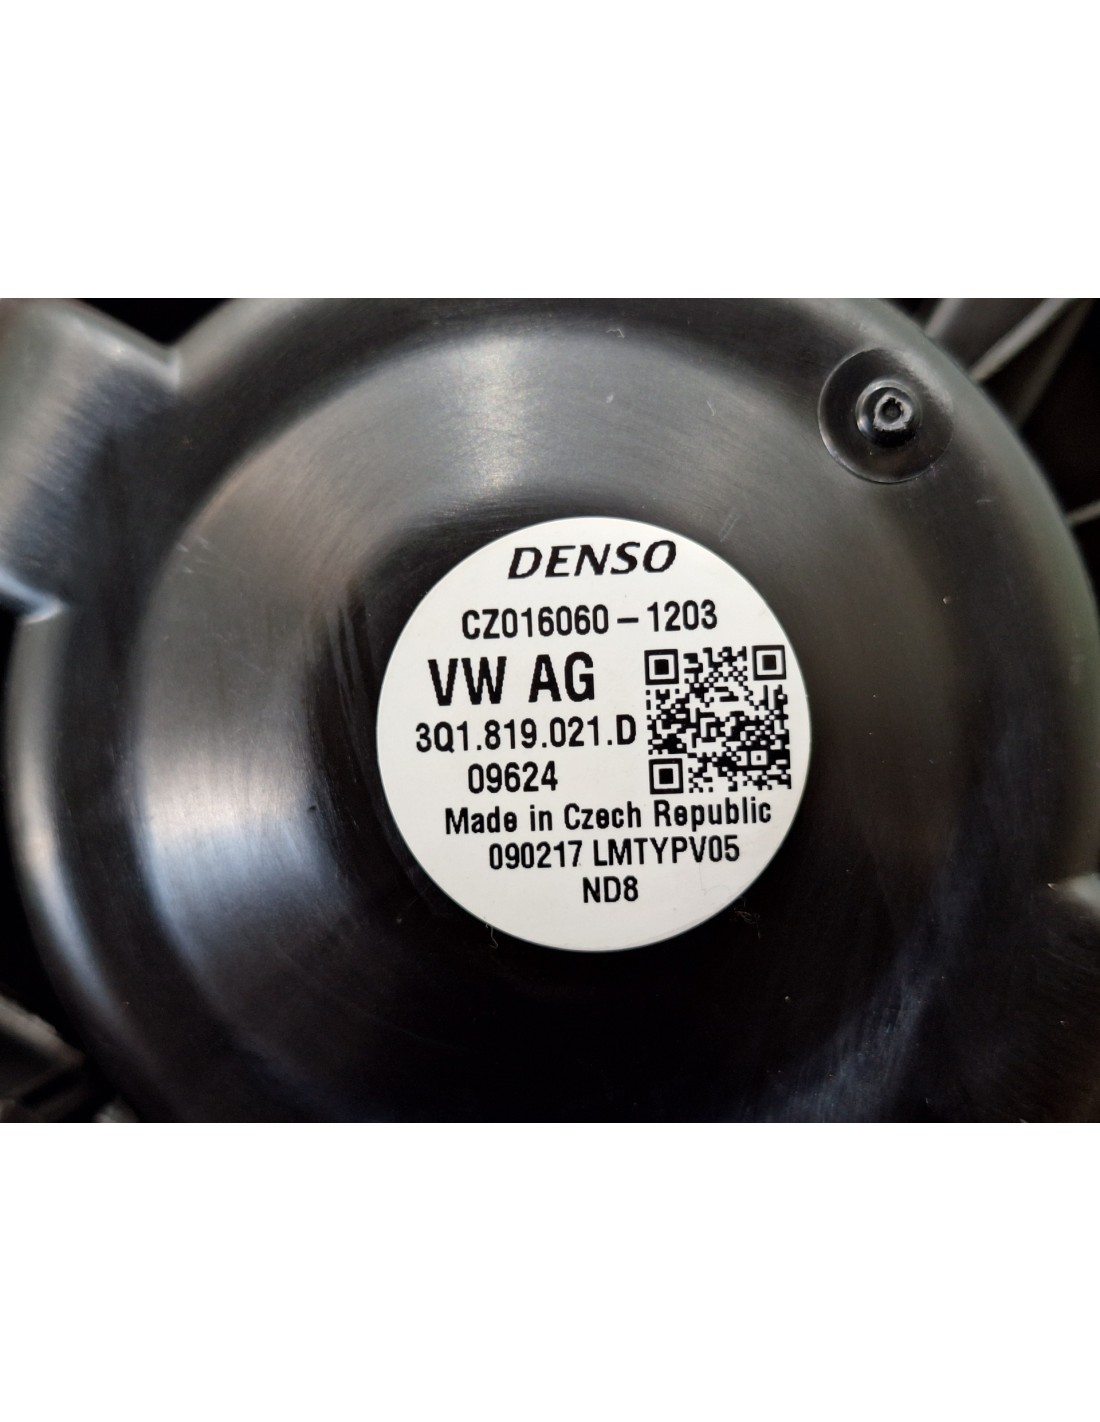 DENSO
CZ016060-1203
VW AG
3Q1.819.021.D
09624
Made in Czech Republic
090217 LMTYPV05
ND8